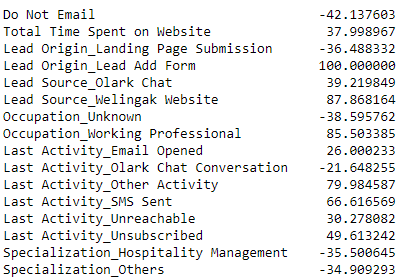 Do Not Email -42.137603
Total Time Spent on Website 37.998967
Lead Origin_Landing Page Submission -36.488332
Lead Origin_Lead Add Form 100.000000
Lead Source_Olark Chat 39.219849
Lead Source_Welingak Website 87.868164
Occupation_Unknown -38.595762
Occupation_Working Professional 85.503385
Last Activity_Email Opened 26.000233
Last Activity_Olark Chat Conversation -21.648255
Last Activity_Other Activity 79.984587
Last Activity_SMS Sent 66.616569
Last Activity_Unreachable 30.278082
Last Activity_Unsubscribed 49.613242
Specialization_Hospitality Management -35.500645
Specialization_Others -34.909293